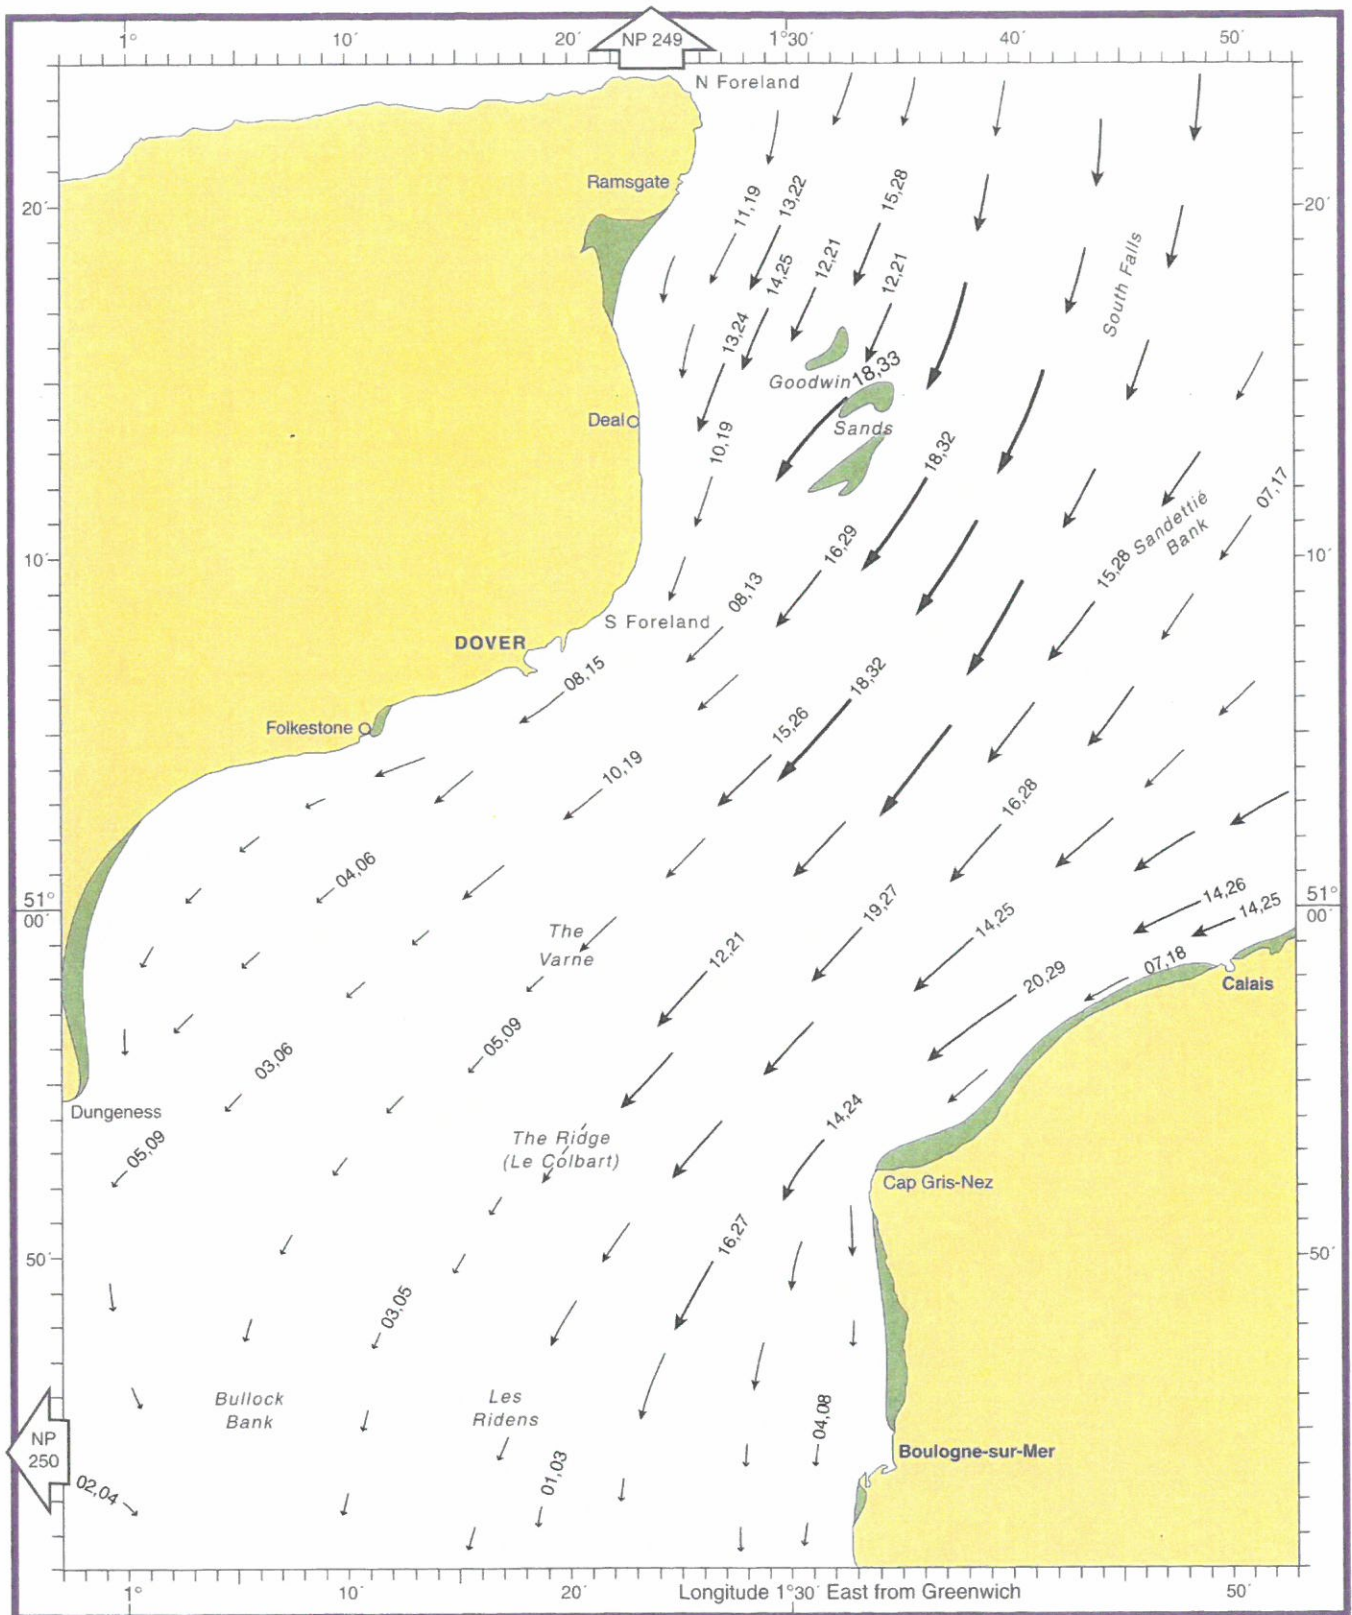 1°
10´
20´
NP 249
1°30´
40´
50´
N Foreland
Ramsgate
20´
20´
11,19
13,22
15,28
14,25
12,21
12,21
South Falls
13,24
18,33
Goodwin
Sands
Deal
10,19
18,32
07,17
Sandettié
Bank
10´
10´
16,29
15,28
08,13
S Foreland
DOVER
08,15
18,32
Folkestone
15,26
10,19
16,28
04,06
51°
00´
51°
00´
14,26
14,25
19,27
14,25
The
Varne
12,21
07,18
20,29
Calais
05,09
03,06
Dungeness
14,24
The Ridge
(Le Colbart)
05,09
Cap Gris-Nez
16,27
50´
50´
03,05
Bullock
Bank
Les
Ridens
04,08
NP
250
Boulogne-sur-Mer
02,04
01,03
1°
10´
20´
Longitude 1°30´ East from Greenwich
50´